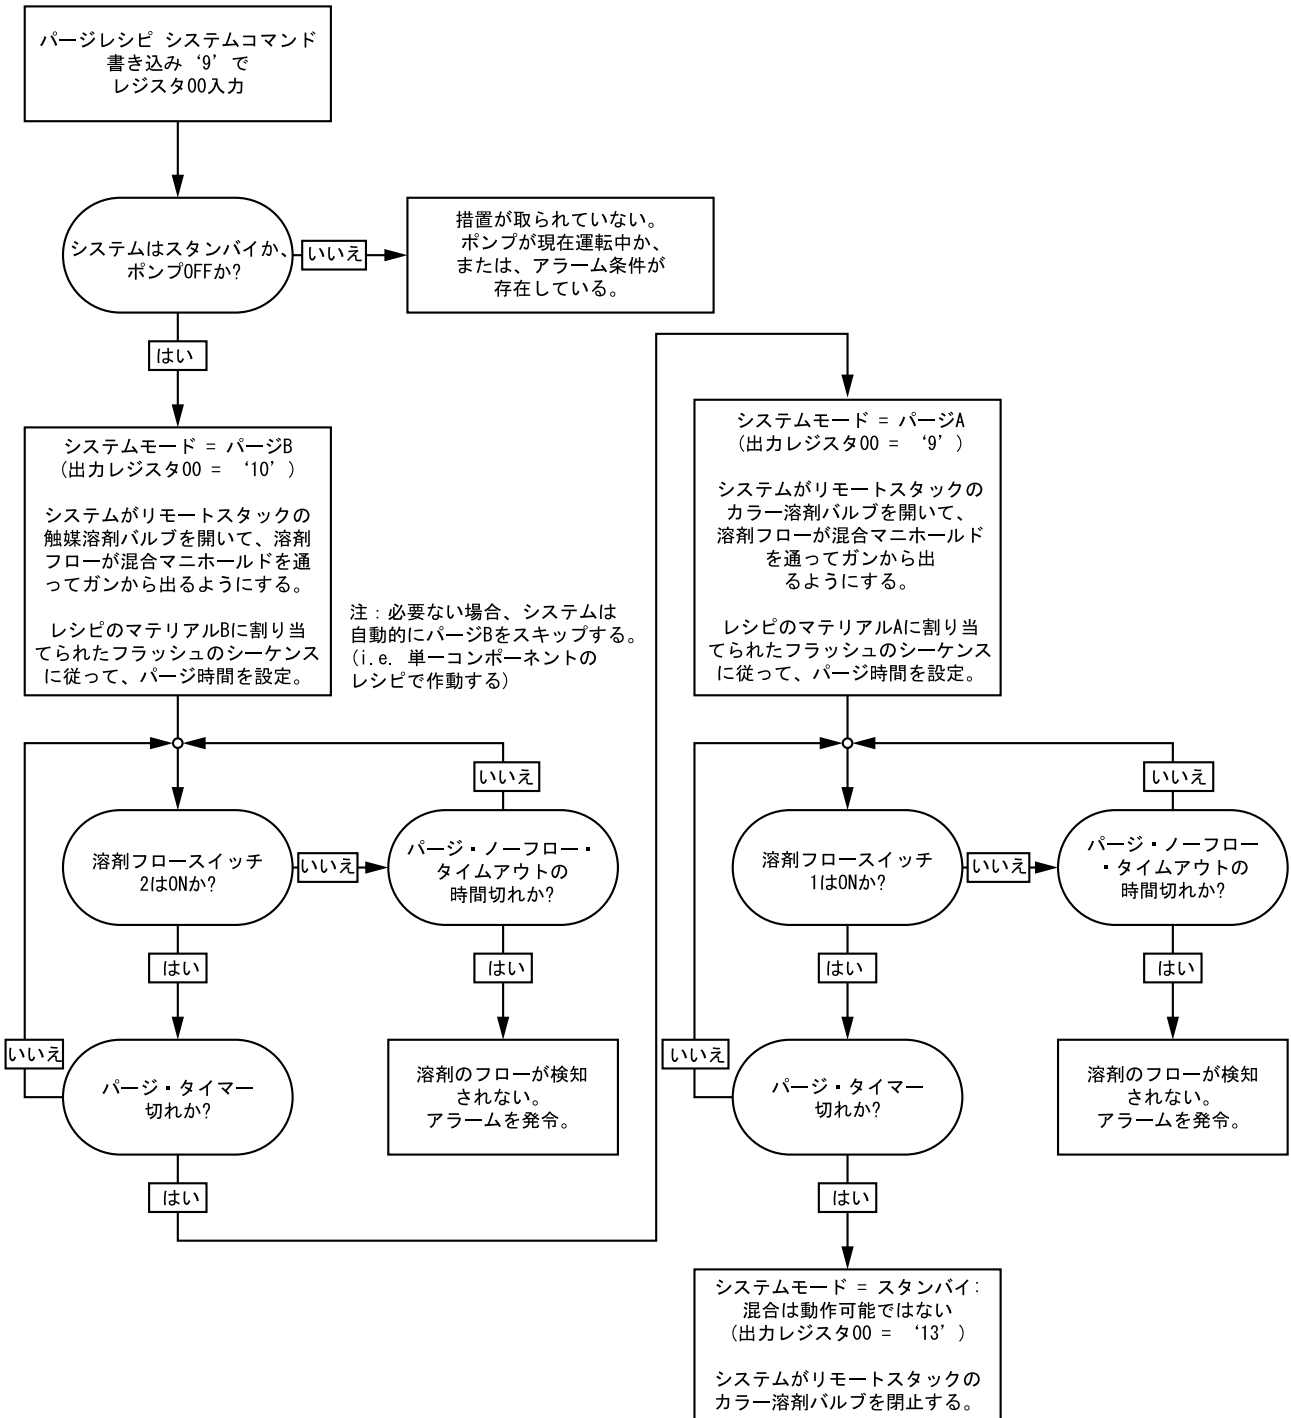 パージレシピ システムコマンド
書き込み ‘9’ で
レジスタ00入力
システムはスタンバイか、
ポンプOFFか?
いいえ
措置が取られていない。
ポンプが現在運転中か、
または、アラーム条件が
存在している。
はい
システムモード = パージB
(出力レジスタ00 = ‘10’ )
システムがリモートスタックの
触媒溶剤バルブを開いて、溶剤
フローが混合マニホールドを通
ってガンから出るようにする。
レシピのマテリアルBに割り当
てられたフラッシュのシーケンス
に従って、パージ時間を設定。
注:必要ない場合、システムは
自動的にパージBをスキップする。
(i.e. 単一コンポーネントの
レシピで作動する)
いいえ
溶剤フロースイッチ
2はONか?
いいえ
パージ・ノーフロー・
タイムアウトの
時間切れか?
はい
はい
いいえ
パージ・タイマー
切れか?
溶剤のフローが検知
されない。
アラームを発令。
はい
システムモード = パージA
(出力レジスタ00 = ‘9’ )
システムがリモートスタックの
カラー溶剤バルブを開いて、
溶剤フローが混合マニホールド
を通ってガンから出
るようにする。
レシピのマテリアルAに割り当
てられたフラッシュのシーケンス
に従って、パージ時間を設定。
いいえ
溶剤フロースイッチ
1はONか?
いいえ
パージ・ノーフロー
・タイムアウトの
時間切れか?
はい
はい
いいえ
パージ・タイマー
切れか?
溶剤のフローが検知
されない。
アラームを発令。
はい
システムモード = スタンバイ:
混合は動作可能ではない
(出力レジスタ00 = ‘13’ )
システムがリモートスタックの
カラー溶剤バルブを閉止する。